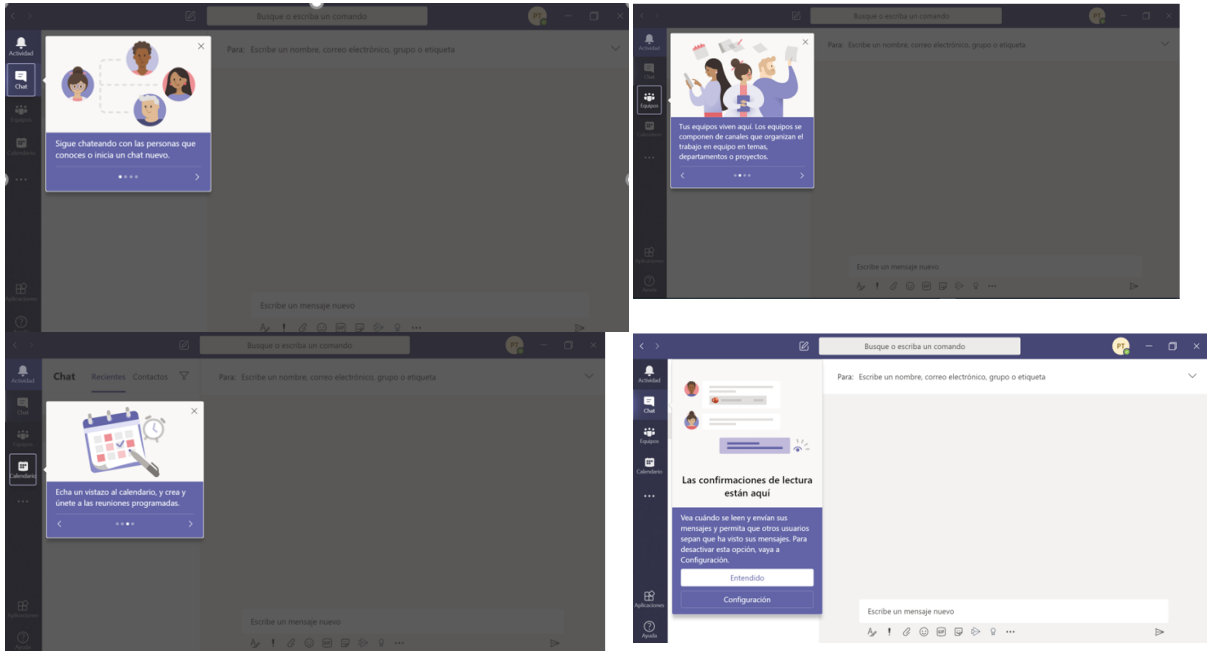 Busque o escriba un comando
PT
Actividad
Para: Escribe un nombre, correo electrónico, grupo o etiqueta
Chat
Equipos
Calendario
Sigue chateando con las personas que
conoces o inicia un chat nuevo.
Aplicaciones
Escribe un mensaje nuevo
Busque o escriba un comando
PT
Actividad
Para: Escribe un nombre, correo electrónico, grupo o etiqueta
Chat
Equipos
Calendario
Tus equipos viven aquí. Los equipos se
componen de canales que organizan el
trabajo en equipo en temas,
departamentos o proyectos.
Aplicaciones
Ayuda
Escribe un mensaje nuevo
Busque o escriba un comando
PT
Actividad
Chat Recientes Contactos
Para: Escribe un nombre, correo electrónico, grupo o etiqueta
Chat
Equipos
Calendario
Echa un vistazo al calendario, y crea y
únete a las reuniones programadas.
Aplicaciones
Ayuda
Escribe un mensaje nuevo
Busque o escriba un comando
PT
Actividad
Para: Escribe un nombre, correo electrónico, grupo o etiqueta
Chat
Equipos
Calendario
Las confirmaciones de lectura
están aquí
Vea cuándo se leen y envían sus
mensajes y permita que otros usuarios
sepan que ha visto sus mensajes. Para
desactivar esta opción, vaya a
Configuración.
Entendido
Configuración
Aplicaciones
Ayuda
Escribe un mensaje nuevo